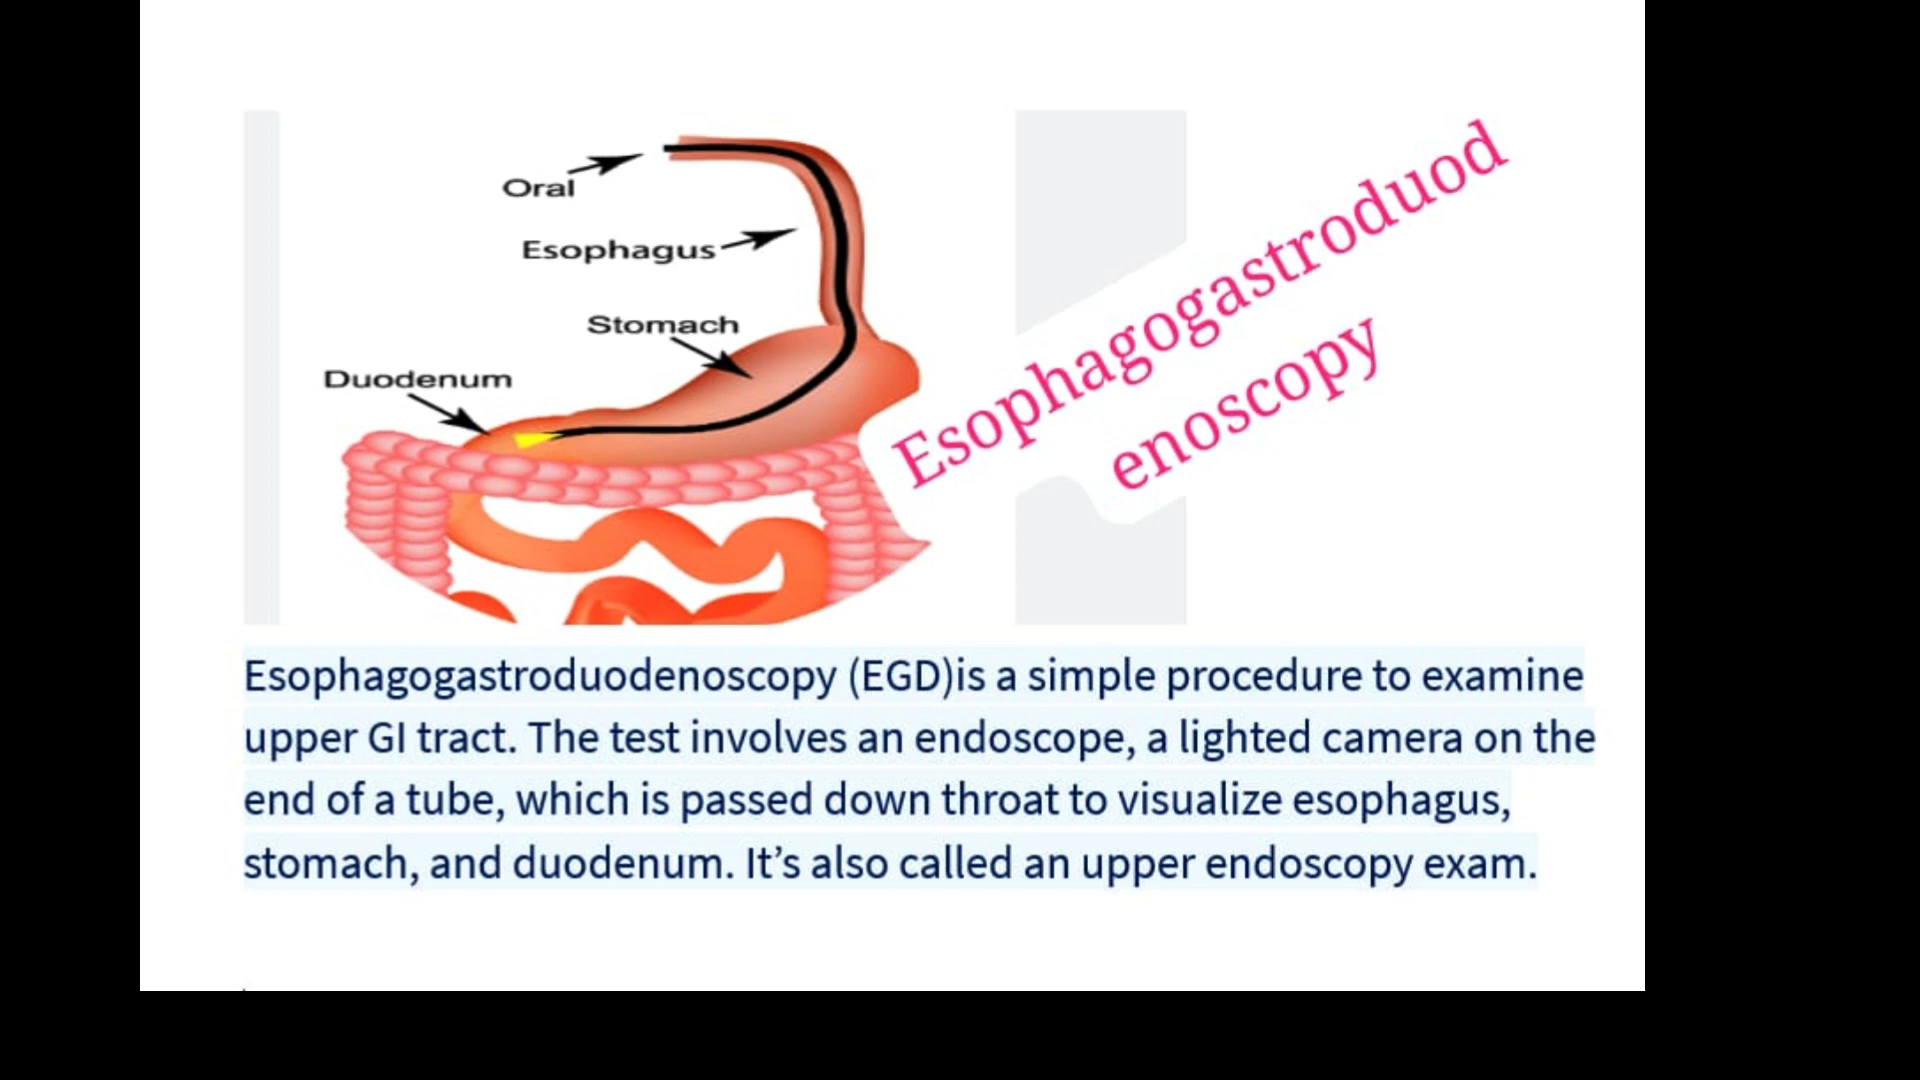 Oral
Esophagus
Stomach
Duodenum
Esophagogastroduod
enoscopy
Esophagogastroduodenoscopy (EGD)is a simple procedure to examine
upper GI tract. The test involves an endoscope, a lighted camera on the
end of a tube, which is passed down throat to visualize esophagus,
stomach, and duodenum. It’s also called an upper endoscopy exam.